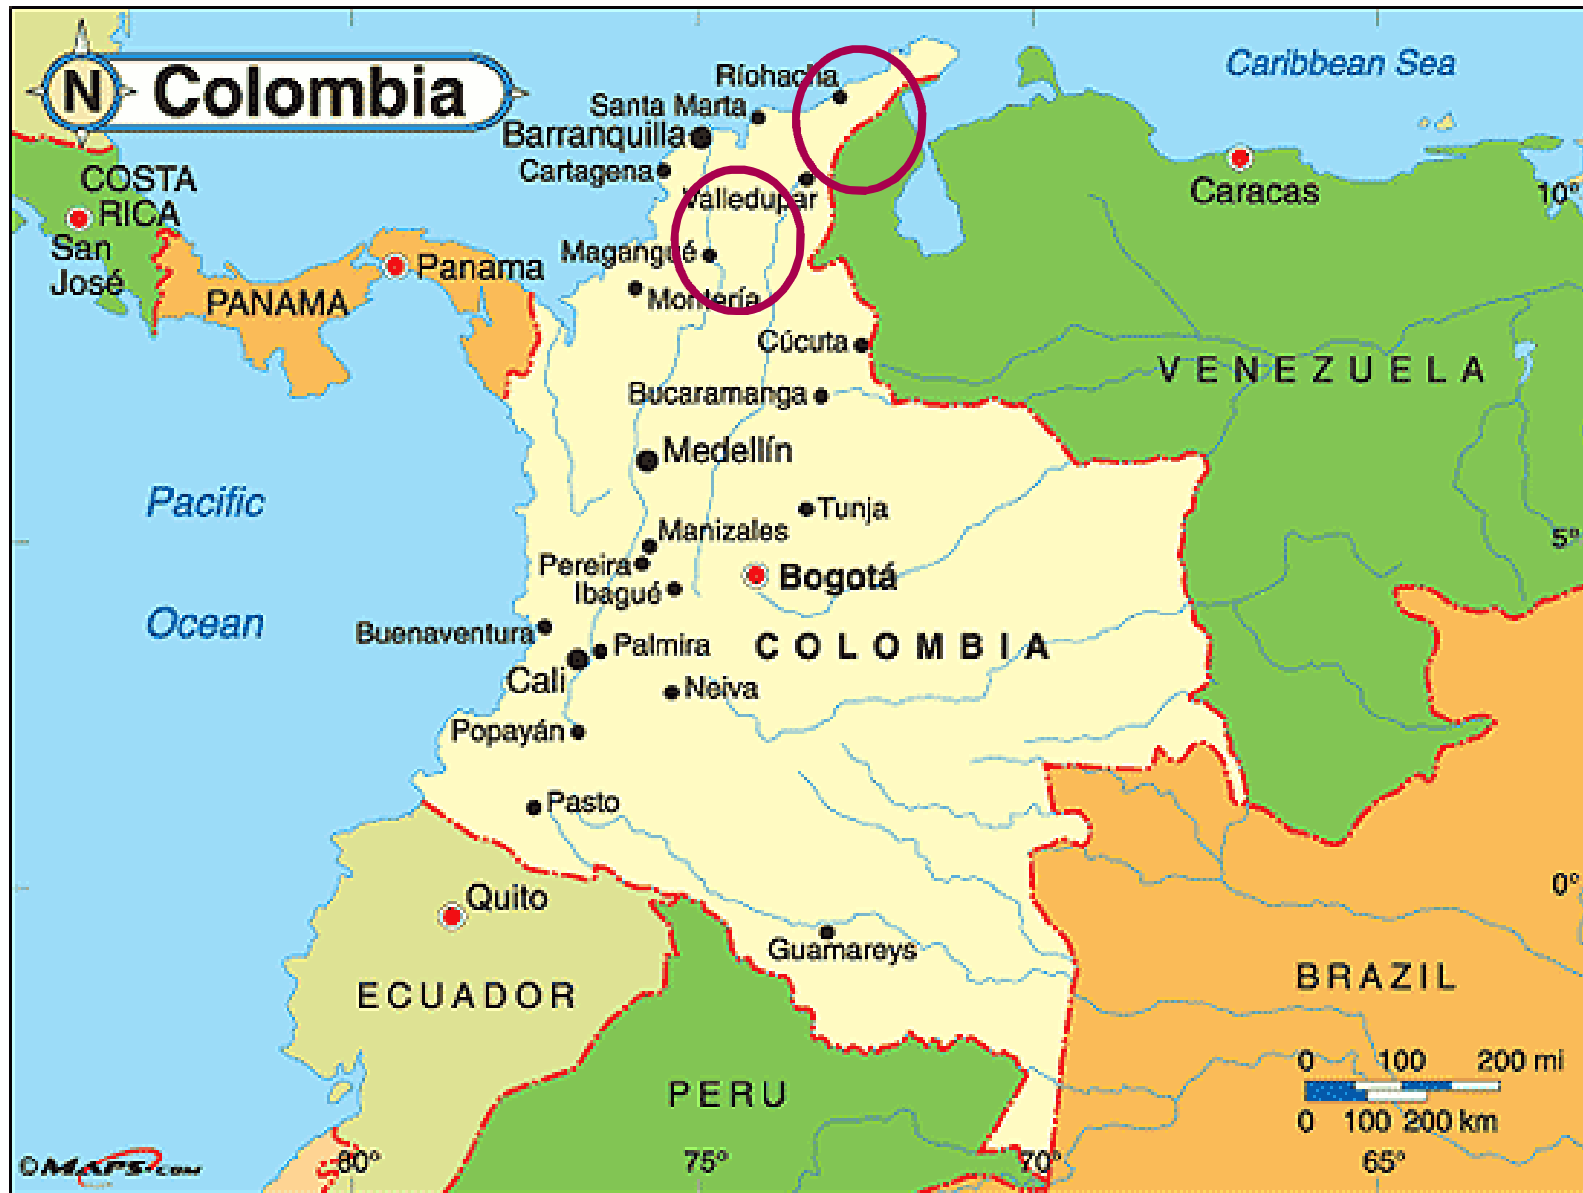 N Colombia
Caribbean Sea
Ríohacha
Santa Marta
Barranquilla
Cartagena
COSTA
RICA
San
José
Caracas
10°
Valledupar
Magangué
Panama
PANAMA
Montería
Cúcuta
VENEZUELA
Bucaramanga
Medellín
Pacific
Ocean
Tunja
Manizales
5°
Pereira
Bogotá
Ibagué
Buenaventura
Palmira
COLOMBIA
Cali
Neiva
Popayán
Pasto
0°
Quito
Guamareys
ECUADOR
BRAZIL
0 100 200 mi
PERU
0 100 200 km
©MAPS.COM
80°
75°
70°
65°